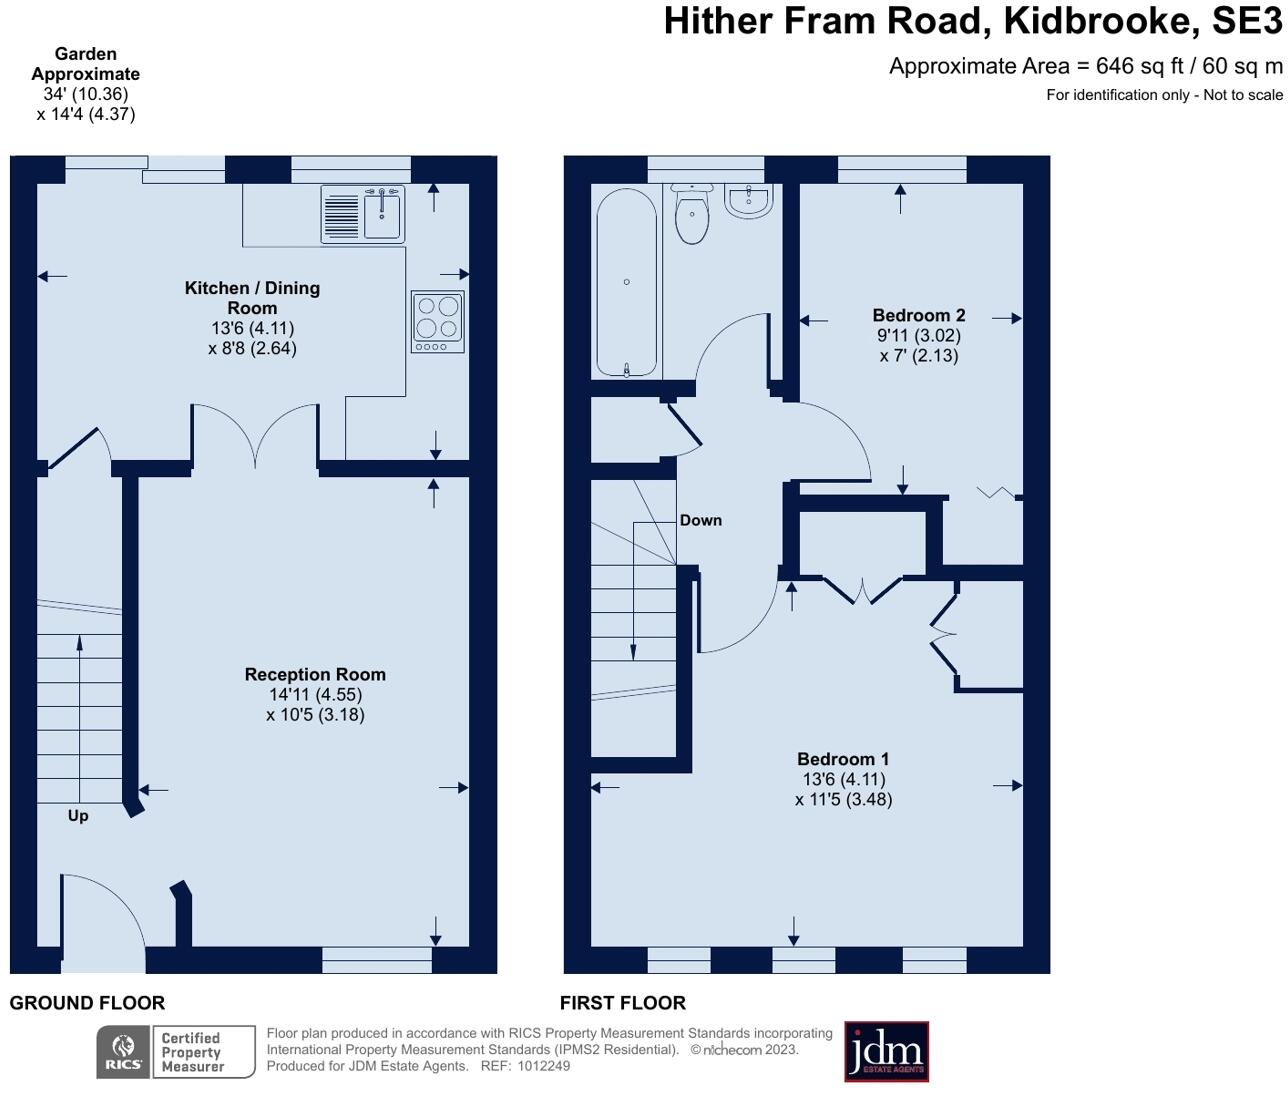 Hither Fram Road, Kidbrooke, SE3
Approximate Area = 646 sq ft / 60 sq m
For identification only - Not to scale
Garden
Approximate
34' (10.36)
x 14'4 (4.37)
Kitchen / Dining
Room
13'6 (4.11)
x 8'8 (2.64)
Reception Room
14'11 (4.55)
x 10'5 (3.18)
Up
GROUND FLOOR
Bedroom 2
9'11 (3.02)
x 7' (2.13)
Down
Bedroom 1
13'6 (4.11)
x 11'5 (3.48)
FIRST FLOOR
RICS
Certified
Property
Measurer
Floor plan produced in accordance with RICS Property Measurement Standards incorporating
International Property Measurement Standards (IPMS2 Residential). © nichecom 2023.
Produced for JDM Estate Agents. REF: 1012249
jdm
ESTATE AGENTS